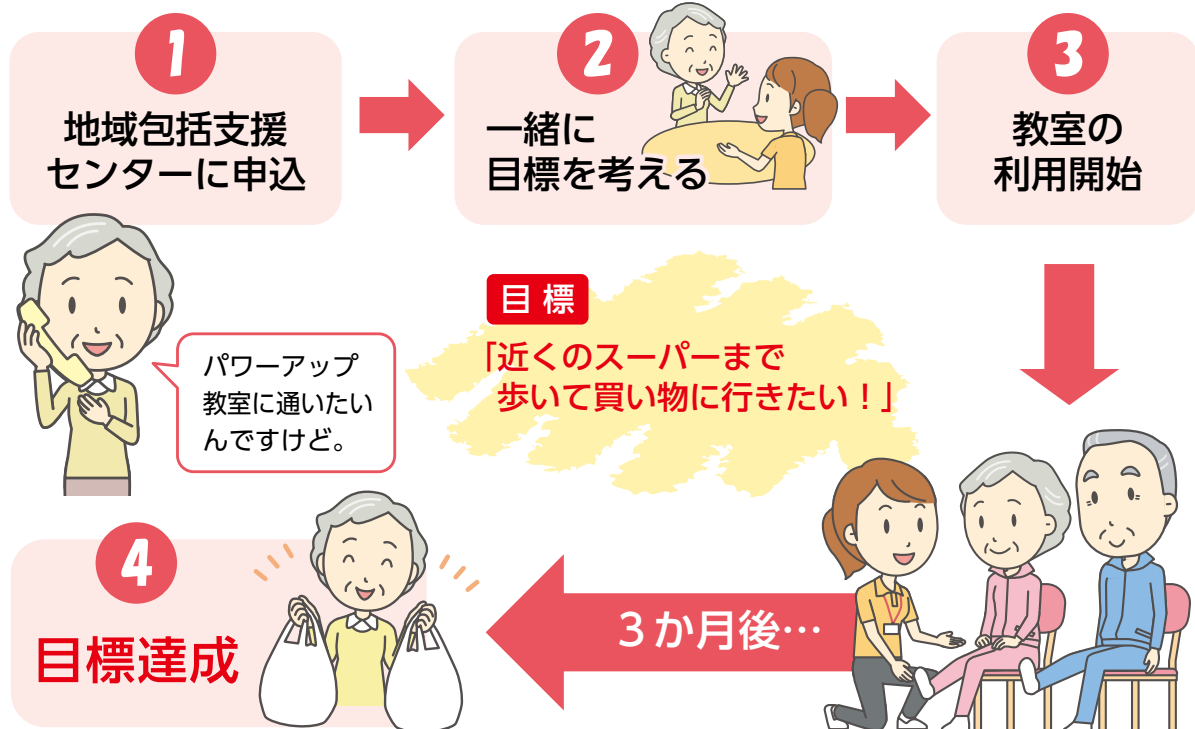 1
地域包括支援
センターに申込
2
一緒に
目標を考える
3
教室の
利用開始
パワーアップ
教室に通いたい
んですけど。
目標
「近くのスーパーまで
歩いて買い物に行きたい！」
3か月後…
4
目標達成